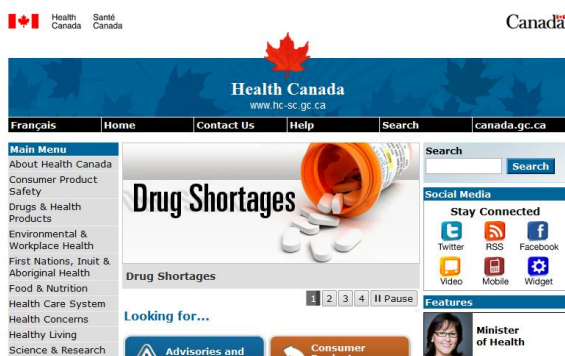 Health Canada
Santé Canada
Canada
Health Canada
www.hc-sc.gc.ca
Français Home Contact Us Help Search canada.gc.ca
Main Menu
About Health Canada
Consumer Product
Safety
Drugs & Health
Products
Environmental &
Workplace Health
First Nations, Inuit &
Aboriginal Health
Food & Nutrition
Health Care System
Health Concerns
Healthy Living
Science & Research
Drug Shortages
Drug Shortages
1 2 3 4 II Pause
Looking for...
Advisories and
Consumer
Search
Search
Social Media
Stay Connected
Twitter RSS Facebook
Video Mobile Widget
Features
Minister
of Health